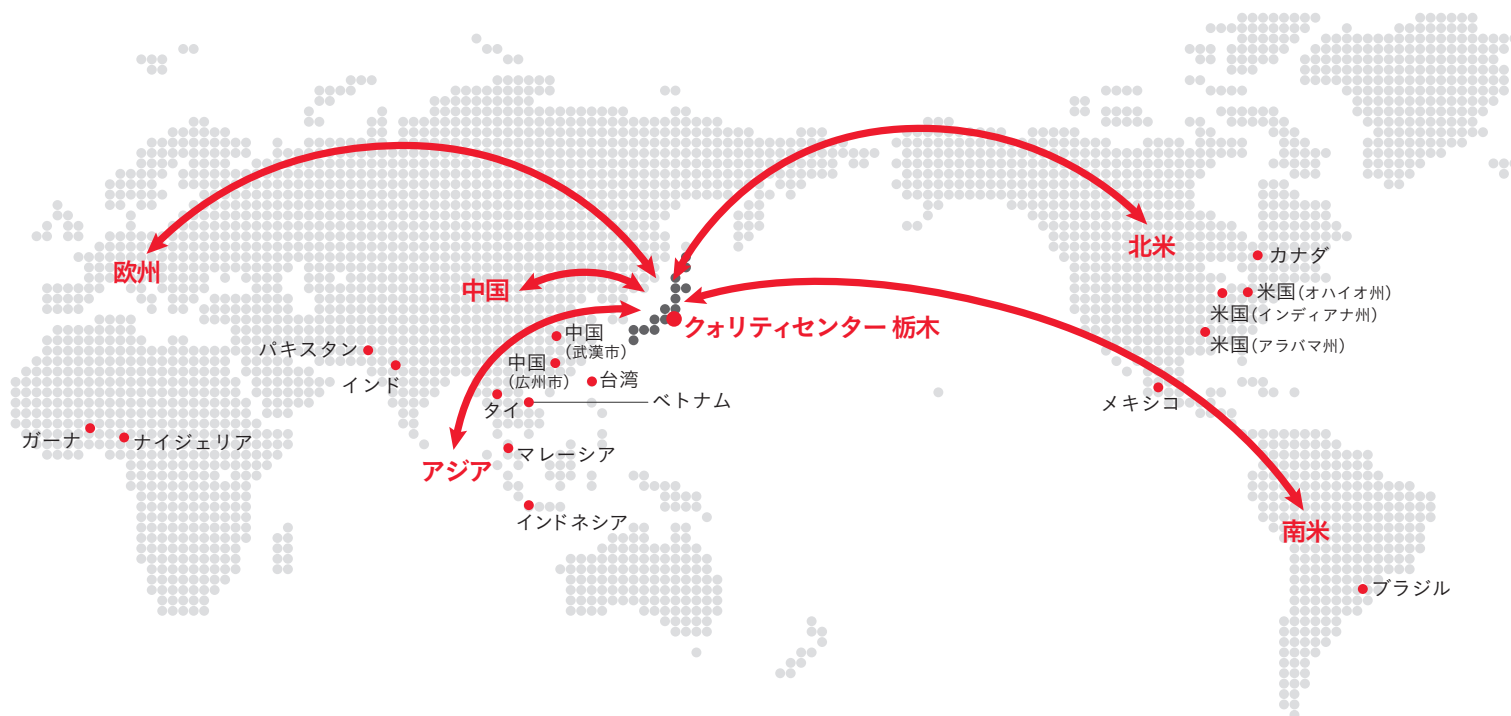 欧州
中国
北米
カナダ
米国(オハイオ州)
米国(インディアナ州)
米国(アラバマ州)
クォリティセンター 栃木
中国
(武漢市)
中国
(広州市)
台湾
パキスタン
インド
タイ
ベトナム
メキシコ
ガーナ
ナイジェリア
アジア
マレーシア
インドネシア
南米
ブラジル